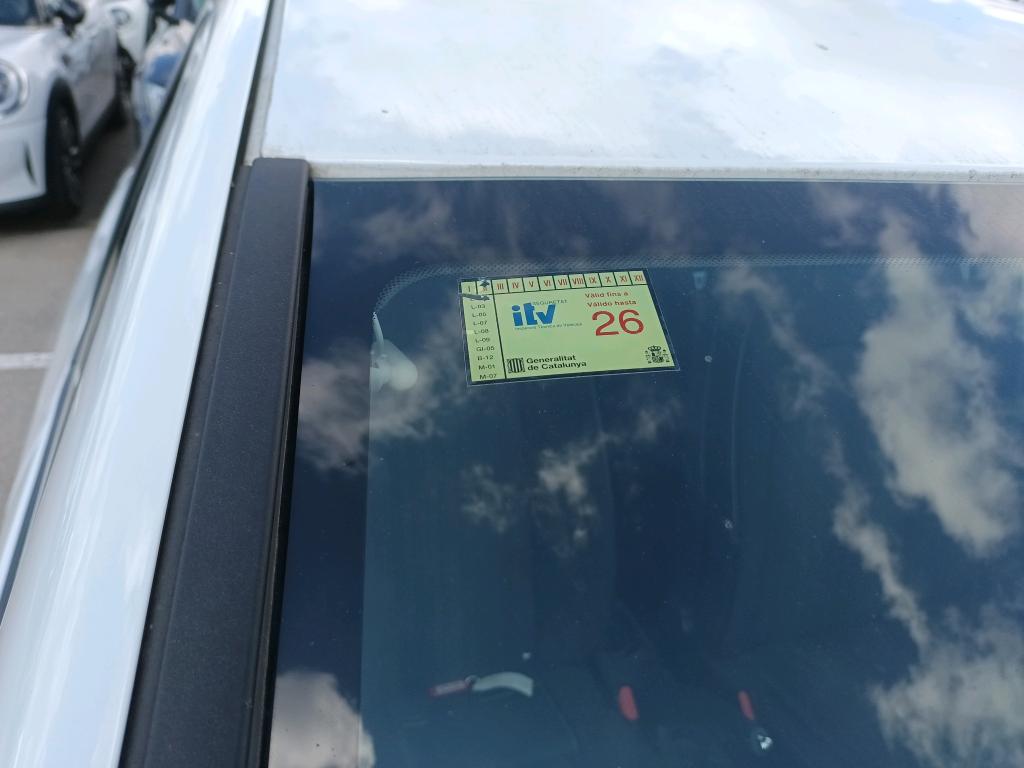 I III IV V VI VII VIII IX X XI XII
L-03
L-05
L-07
L-08
L-09
GI-05
B-12
M-01
M-07
SEGURETAT
itv
Vàlid fins a
Válido hasta
26
Generalitat
de Catalunya